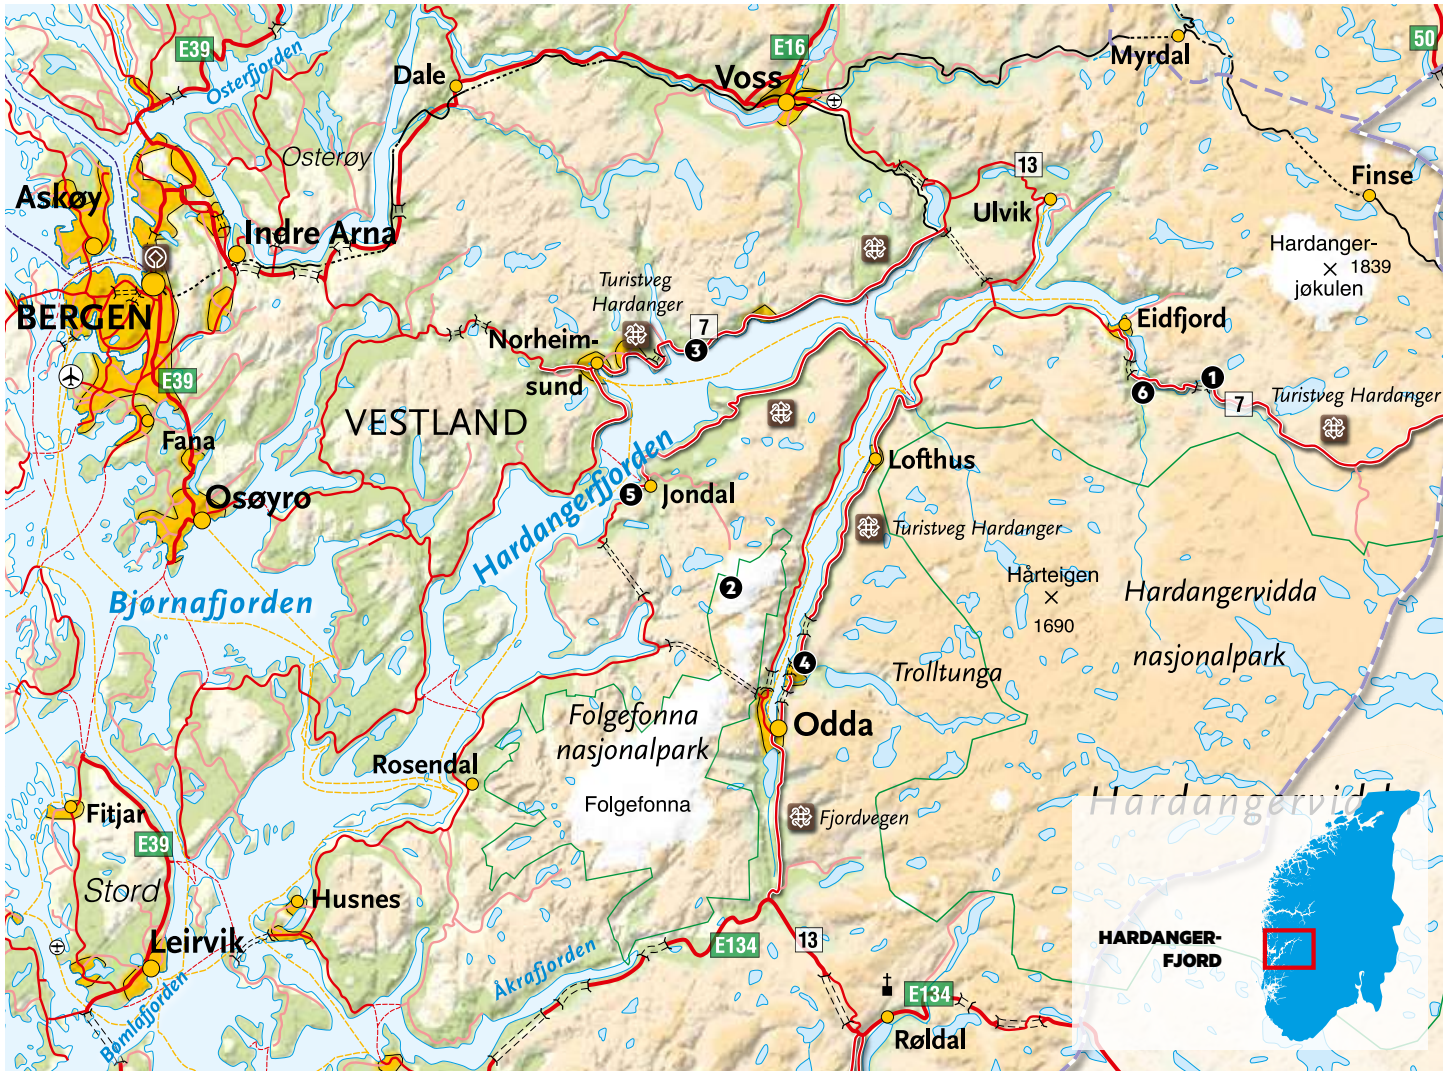 E39
Osterfjorden
Dale
E16
Voss
Myrdal
50
Osterøy
13
Finse
Askøy
Ulvik
Indre Arna
Hardanger-
1839
jøkulen
Turistveg
Hardanger
BERGEN
7
Eidfjord
Norheim-
sund
3
1
E39
6
7
Turistveg Hardanger
VESTLAND
Fana
Lofthus
Hardangerfjorden
5
Jondal
Osøyro
Turistveg Hardanger
2
Hårteigen
1690
Hardangervidda
nasjonalpark
Bjørnafjorden
4
Trolltunga
Folgefonna
nasjonalpark
Odda
Rosendal
Folgefonna
Fitjar
Fjordvegen
Hardangervidda
E39
Stord
Husnes
Leirvik
E134
13
HARDANGER-
FJORD
Åkrafjorden
Bømlafjorden
E134
Røldal